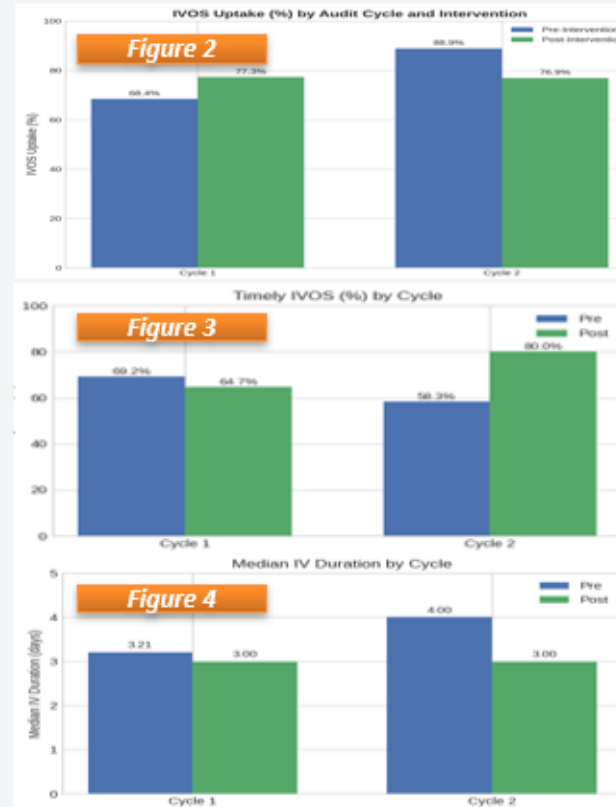 IVOS Uptake (%) by Audit Cycle and Intervention
Figure 2
Pre-Intervention
Post-Intervention
100
80
60
40
20
0
IVOS Uptake (%)
68.4%
77.3%
88.9%
76.9%
Cycle 1
Cycle 2
Timely IVOS (%) by Cycle
Figure 3
Pre
Post
100
80
60
40
20
0
69.2%
64.7%
58.3%
80.0%
Cycle 1
Cycle 2
Median IV Duration by Cycle
Figure 4
Pre
Post
5
4
3
2
1
0
Median IV Duration (days)
3.21
3.00
4.00
3.00
Cycle 1
Cycle 2